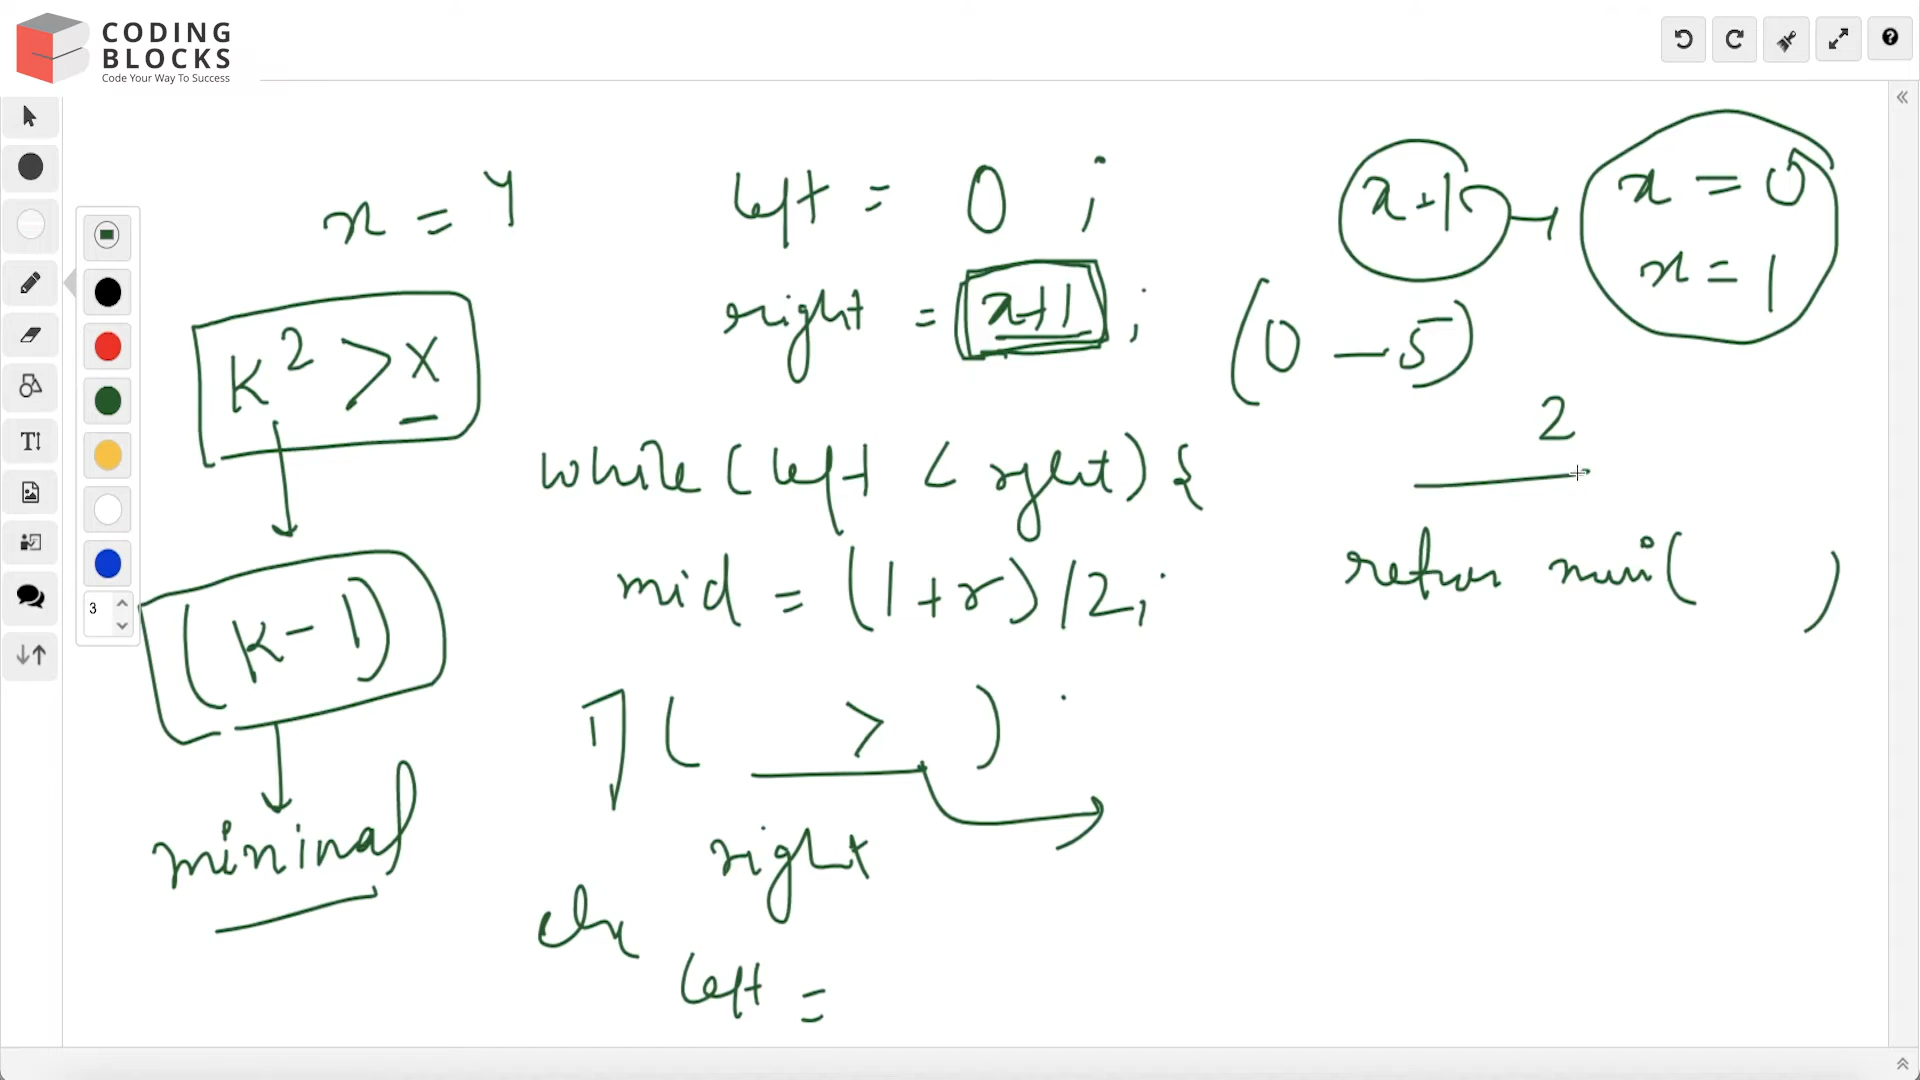 CODING
BLOCKS
Code Your Way To Success
x = 4
left = 0 ;
right = x+1 ;
x+1
x = 0
x = 1
(0 - 5)
K² > x
2
while (left < right) {
mid = (l + r) / 2;
return min( )
(K - 1)
if ( > )
right
minimal
else
left =
3